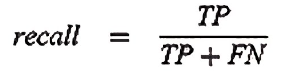 recall = TP / TP + FN